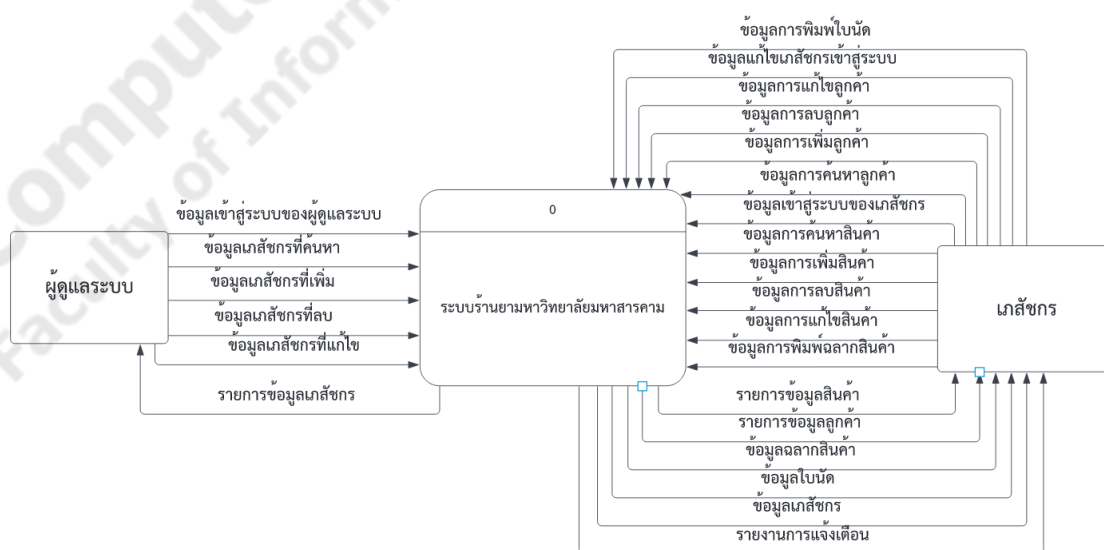 Comput
Faculty of Inform
ข้อมูลการพิมพ์ใบนัด
ข้อมูลแก้ไขเภสัชกรเข้าสู่ระบบ
ข้อมูลการแก้ไขลูกค้า
ข้อมูลการลบลูกค้า
ข้อมูลการเพิ่มลูกค้า
ข้อมูลการค้นหาลูกค้า
ข้อมูลเข้าสู่ระบบของเภสัชกร
ข้อมูลการค้นหาสินค้า
ข้อมูลการเพิ่มสินค้า
ข้อมูลการลบสินค้า
ข้อมูลการแก้ไขสินค้า
ข้อมูลการพิมพ์ฉลากสินค้า
ข้อมูลเข้าสู่ระบบของผู้ดูแลระบบ
ข้อมูลเภสัชกรที่ค้นหา
ข้อมูลเภสัชกรที่เพิ่ม
ข้อมูลเภสัชกรที่ลบ
ข้อมูลเภสัชกรที่แก้ไข
รายการข้อมูลเภสัชกร
ผู้ดูแลระบบ
0
ระบบร้านยามหาวิทยาลัยมหาสารคาม
เภสัชกร
รายการข้อมูลสินค้า
รายการข้อมูลลูกค้า
ข้อมูลฉลากสินค้า
ข้อมูลใบนัด
ข้อมูลเภสัชกร
รายงานการแจ้งเตือน